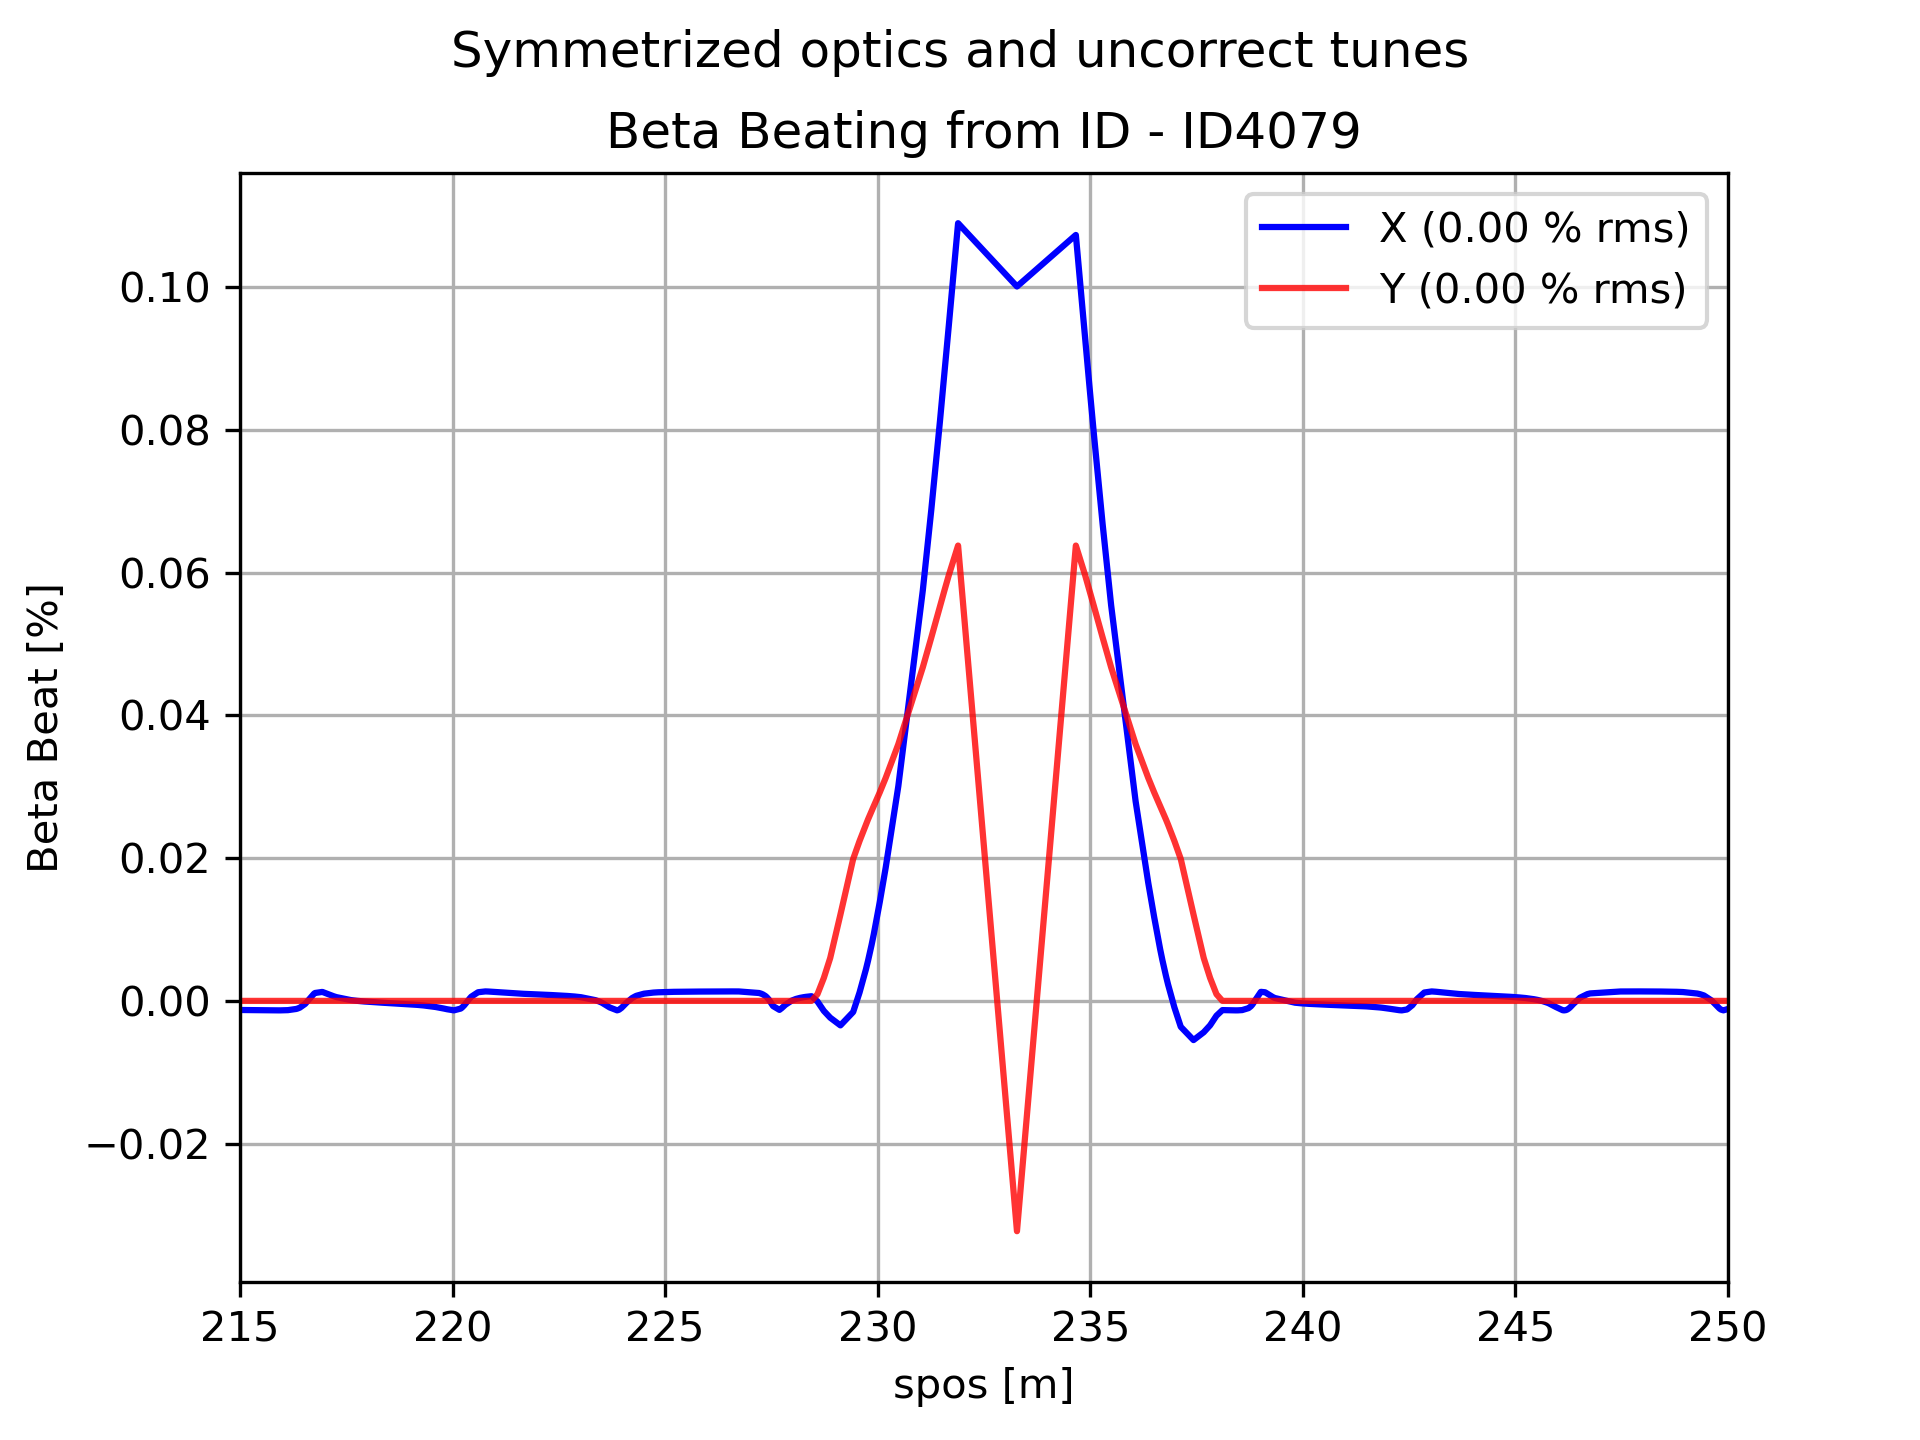 Symmetrized optics and uncorrect tunes
Beta Beating from ID - ID4079
X (0.00 % rms)
Y (0.00 % rms)
Beta Beat [%]
0.10
0.08
0.06
0.04
0.02
0.00
−0.02
215 220 225 230 235 240 245 250
spos [m]